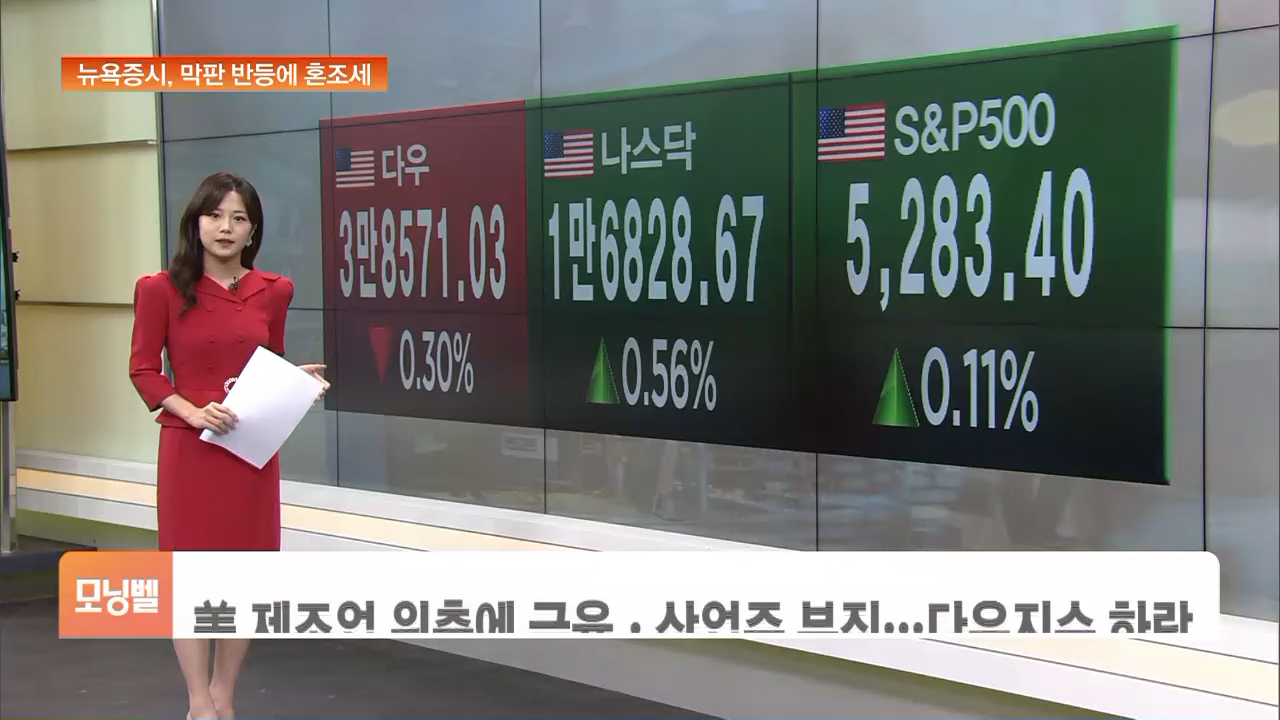 뉴욕증시, 막판 반등에 혼조세
다우
3만8571.03
▼ 0.30%
나스닥
1만6828.67
▲ 0.56%
S&P500
5,283.40
▲ 0.11%
모닝벨